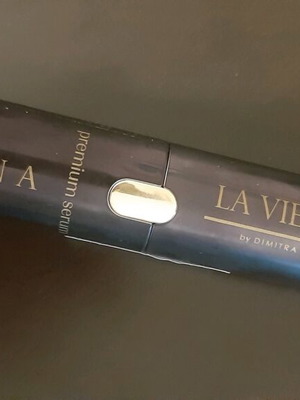 N A
premium serum
LA VIE
by DIMITRA